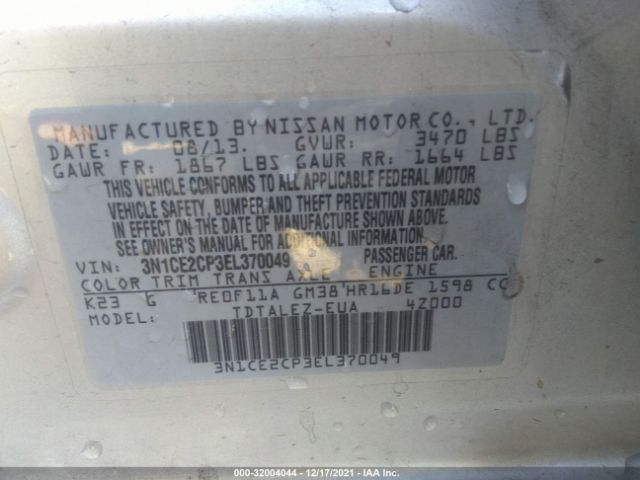 MANUFACTURED BY NISSAN MOTOR CO., LTD.
DATE: 08/13. GVWR: 3470 LBS
GAWR FR: 1867 LBS GAWR RR: 1664 LBS
THIS VEHICLE CONFORMS TO ALL APPLICABLE FEDERAL MOTOR
VEHICLE SAFETY, BUMPER AND THEFT PREVENTION STANDARDS
IN EFFECT ON THE DATE OF MANUFACTURE SHOWN ABOVE.
SEE OWNER'S MANUAL FOR ADDITIONAL INFORMATION.
VIN: 3N1CE2CP3EL370049 PASSENGER CAR.
COLOR TRIM TRANS AXLE ENGINE
K23 G RE0F11A GM38 HR16DE 1598 CC
MODEL: TDTALEZ-EUA 4Z000
3N1CE2CP3EL370049
000-32004044 / 12/17/2021 - IAA Inc.